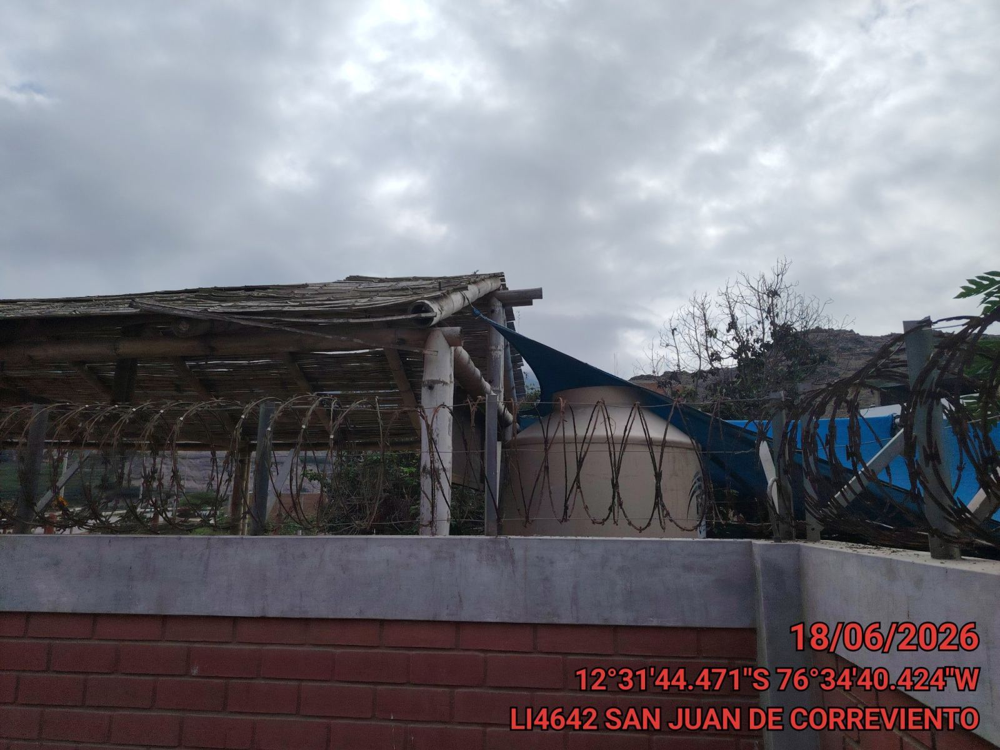 18/06/2026
12°31'44.471"S 76°34'40.424"W
LI4642 SAN JUAN DE CORREVIENTO